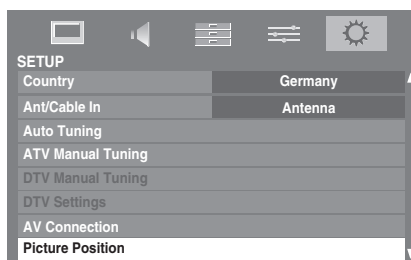 SETUP
Country Germany
Ant/Cable In Antenna
Auto Tuning
ATV Manual Tuning
DTV Manual Tuning
DTV Settings
AV Connection
Picture Position